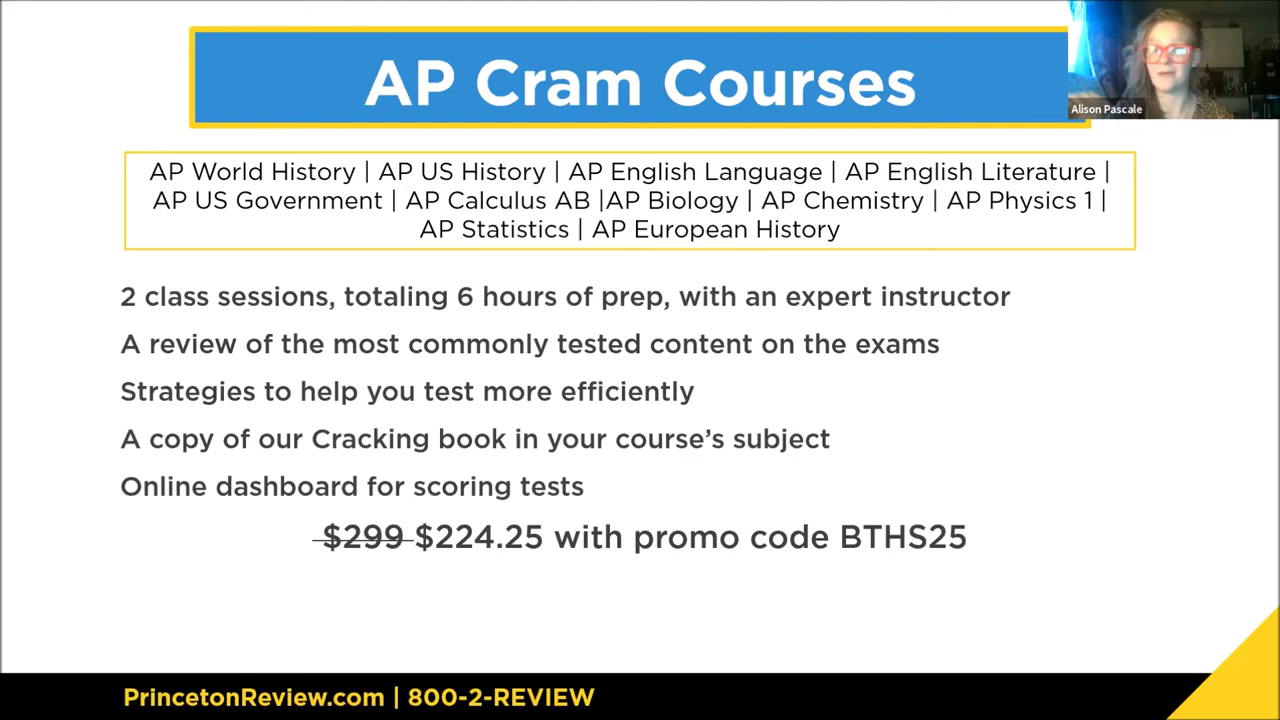 AP Cram Courses
Alison Pascale
AP World History | AP US History | AP English Language | AP English Literature |
AP US Government | AP Calculus AB |AP Biology | AP Chemistry | AP Physics 1 |
AP Statistics | AP European History
2 class sessions, totaling 6 hours of prep, with an expert instructor
A review of the most commonly tested content on the exams
Strategies to help you test more efficiently
A copy of our Cracking book in your course’s subject
Online dashboard for scoring tests
$299 $224.25 with promo code BTHS25
PrincetonReview.com | 800-2-REVIEW